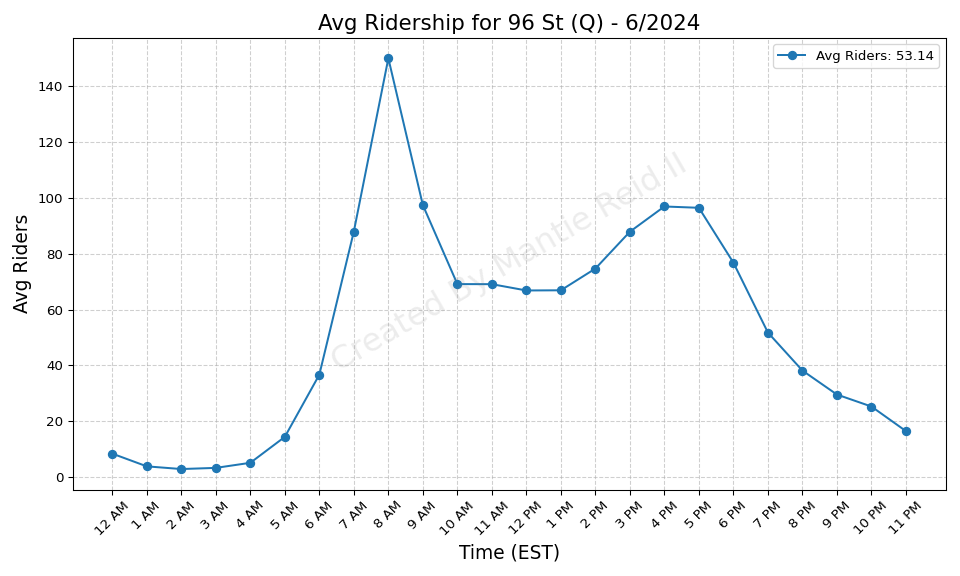 Avg Ridership for 96 St (Q) - 6/2024
Avg Riders: 53.14
Avg Riders
140
120
100
80
60
40
20
0
Created By Mantie Reid II
12 AM
1 AM
2 AM
3 AM
4 AM
5 AM
6 AM
7 AM
8 AM
9 AM
10 AM
11 AM
12 PM
1 PM
2 PM
3 PM
4 PM
5 PM
6 PM
7 PM
8 PM
9 PM
10 PM
11 PM
Time (EST)